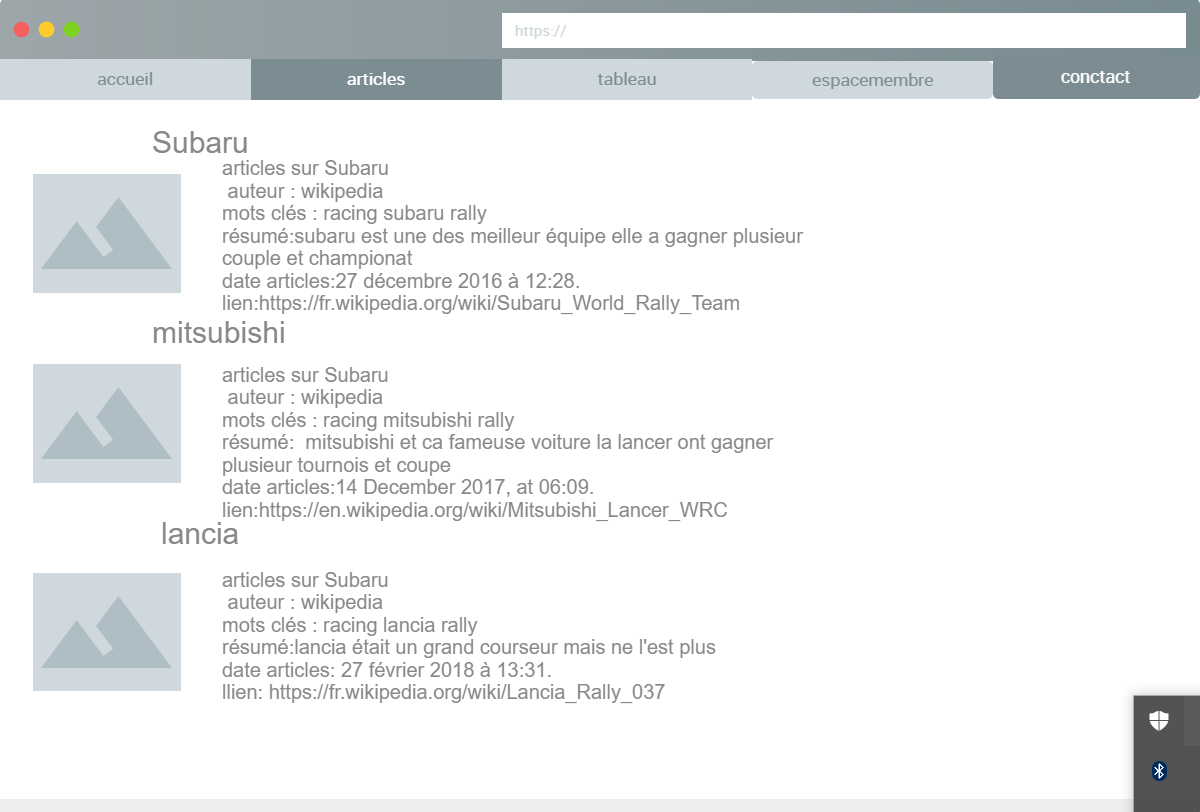 https://
accueil
articles
tableau
espacemembre
conctact
Subaru
articles sur Subaru
auteur : wikipedia
mots clés : racing subaru rally
résumé:subaru est une des meilleur équipe elle a gagner plusieur
couple et championat
date articles:27 décembre 2016 à 12:28.
lien:https://fr.wikipedia.org/wiki/Subaru_World_Rally_Team
mitsubishi
articles sur Subaru
auteur : wikipedia
mots clés : racing mitsubishi rally
résumé:  mitsubishi et ca fameuse voiture la lancer ont gagner
plusieur tournois et coupe
date articles:14 December 2017, at 06:09.
lien:https://en.wikipedia.org/wiki/Mitsubishi_Lancer_WRC
lancia
articles sur Subaru
auteur : wikipedia
mots clés : racing lancia rally
résumé:lancia était un grand courseur mais ne l'est plus
date articles: 27 février 2018 à 13:31.
llien: https://fr.wikipedia.org/wiki/Lancia_Rally_037